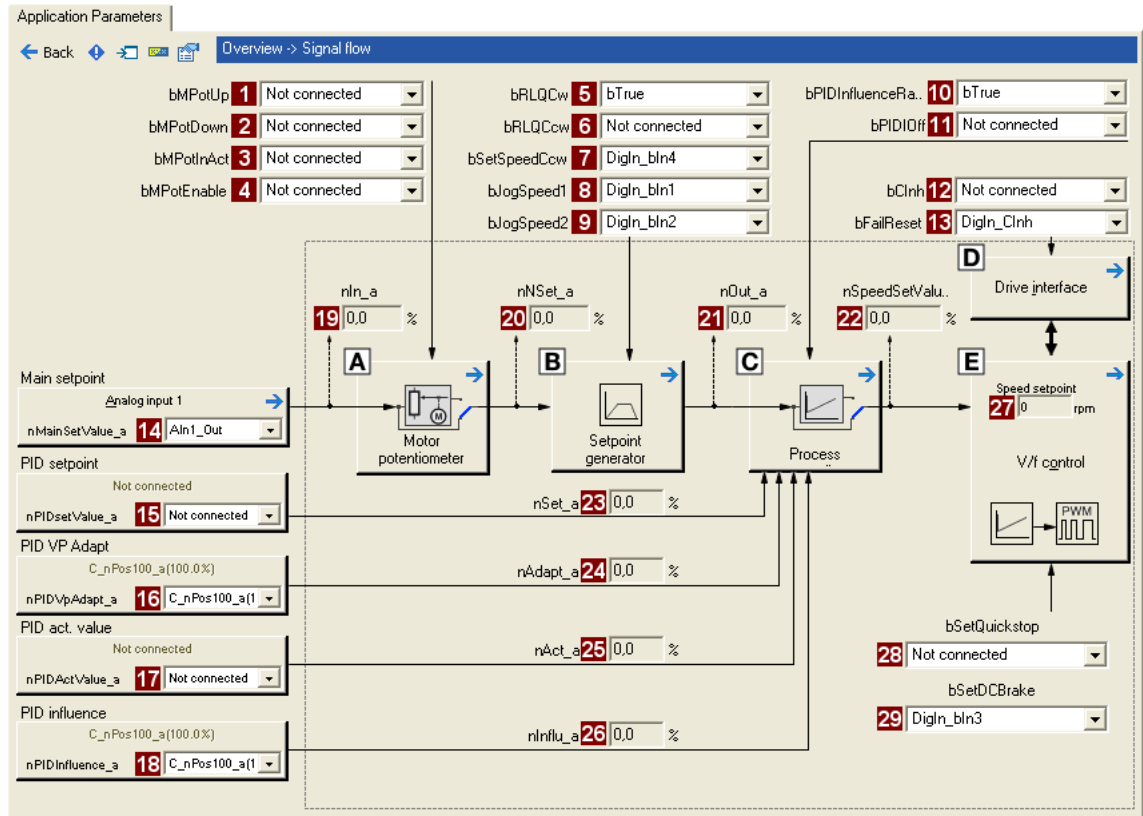 Application Parameters
Back
Overview -> Signal flow
bMPotUp 1 Not connected
bMPotDown 2 Not connected
bMPotInAct 3 Not connected
bMPotEnable 4 Not connected
bRLQCw 5 bTrue
bRLQCcw 6 Not connected
bSetSpeedCcw 7 DigIn_bIn4
bJogSpeed1 8 DigIn_bIn1
bJogSpeed2 9 DigIn_bIn2
bPIDInfluenceRa.. 10 bTrue
bPIDIOff 11 Not connected
bCInh 12 Not connected
bFailReset 13 DigIn_CInh
nIn_a
19 0,0 %
nNSet_a
20 0,0 %
nOut_a
21 0,0 %
nSpeedSetValu..
22 0,0 %
D
Drive interface
A
M
Motor
potentiometer
B
Setpoint
generator
C
Process
E
Speed setpoint
27 0 rpm
V/f control
PWM
Main setpoint
Analog input 1
nMainSetValue_a 14 AIn1_Out
PID setpoint
Not connected
nPIDsetValue_a 15 Not connected
nSet_a 23 0,0 %
PID VP Adapt
C_nPos100_a(100.0%)
nPIDVpAdapt_a 16 C_nPos100_a(1
nAdapt_a 24 0,0 %
PID act. value
Not connected
nPIDActValue_a 17 Not connected
nAct_a 25 0,0 %
PID influence
C_nPos100_a(100.0%)
nPIDInfluence_a 18 C_nPos100_a(1
nInflu_a 26 0,0 %
bSetQuickstop
28 Not connected
bSetDCBrake
29 DigIn_bIn3